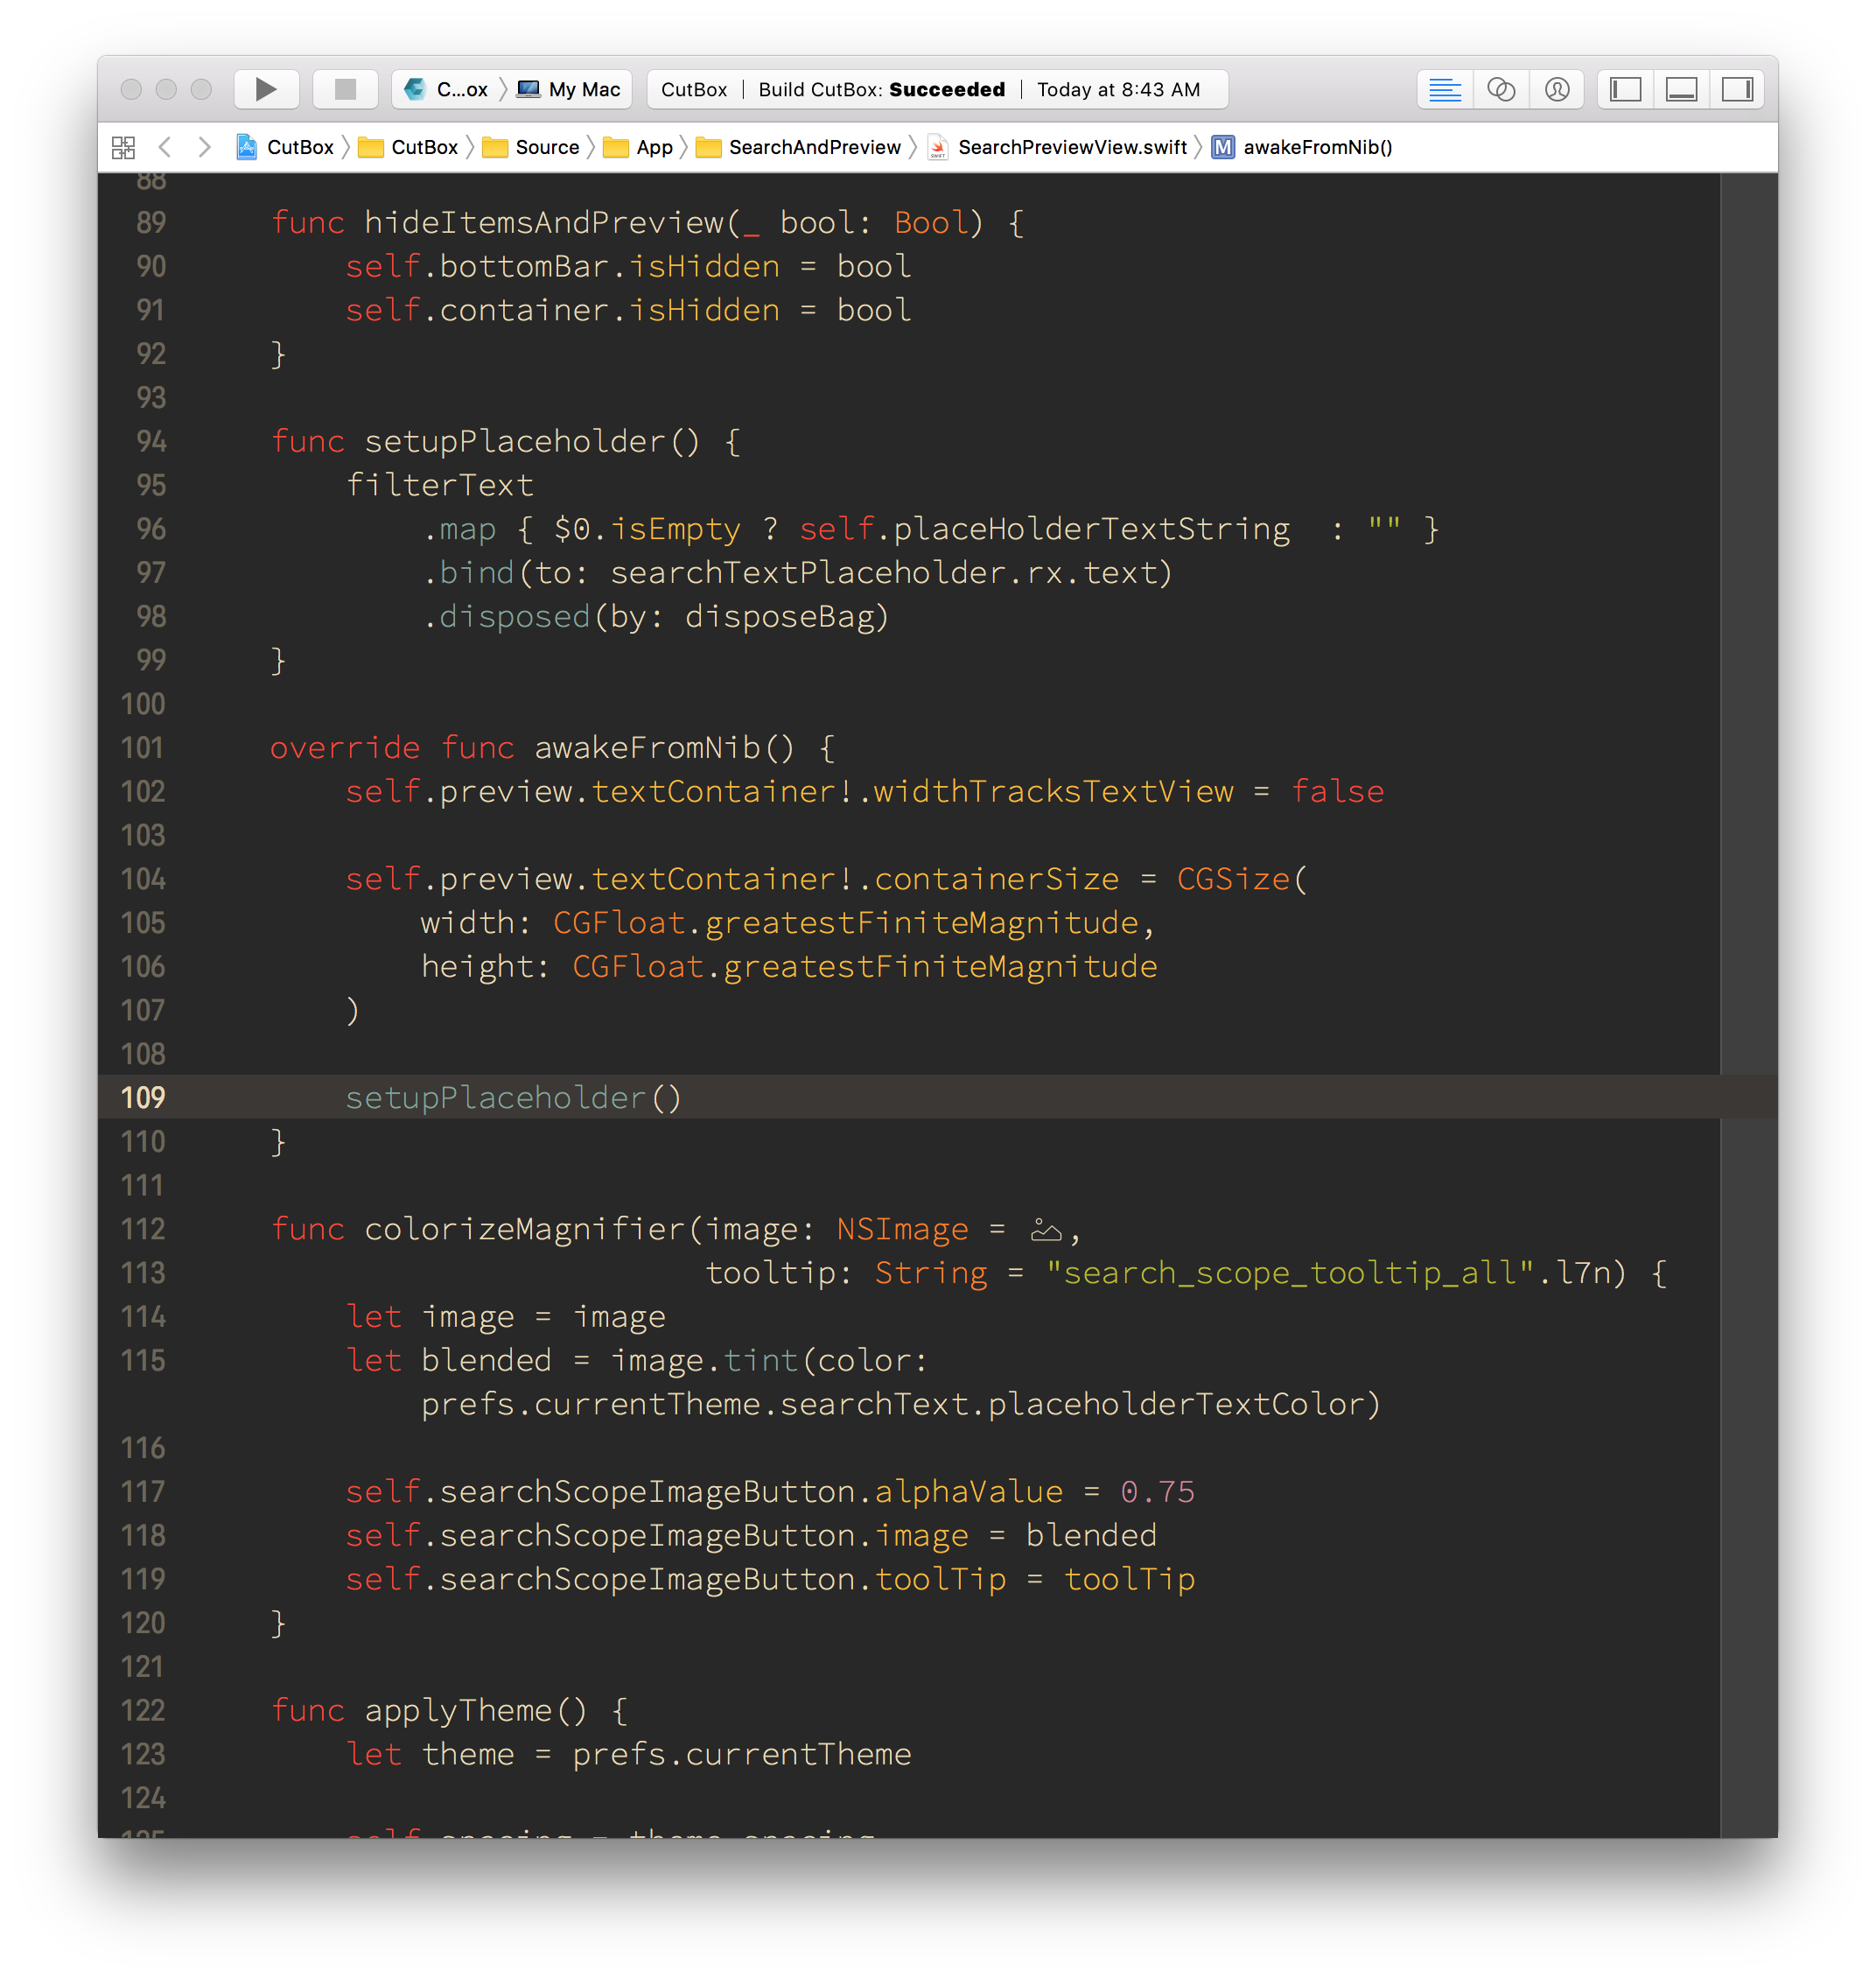 C...ox My Mac CutBox | Build CutBox: Succeeded | Today at 8:43 AM
CutBox CutBox Source App SearchAndPreview SearchPreviewView.swift M awakeFromNib()
88
89 func hideItemsAndPreview(_ bool: Bool) {
90 self.bottomBar.isHidden = bool
91 self.container.isHidden = bool
92 }
93
94 func setupPlaceholder() {
95 filterText
96 .map { $0.isEmpty ? self.placeHolderTextString  : "" }
97 .bind(to: searchTextPlaceholder.rx.text)
98 .disposed(by: disposeBag)
99 }
100
101 override func awakeFromNib() {
102 self.preview.textContainer!.widthTracksTextView = false
103
104 self.preview.textContainer!.containerSize = CGSize(
105 width: CGFloat.greatestFiniteMagnitude,
106 height: CGFloat.greatestFiniteMagnitude
107 )
108
109 setupPlaceholder()
110 }
111
112 func colorizeMagnifier(image: NSImage = ,
113 tooltip: String = "search_scope_tooltip_all".l7n) {
114 let image = image
115 let blended = image.tint(color:
prefs.currentTheme.searchText.placeholderTextColor)
116
117 self.searchScopeImageButton.alphaValue = 0.75
118 self.searchScopeImageButton.image = blended
119 self.searchScopeImageButton.toolTip = toolTip
120 }
121
122 func applyTheme() {
123 let theme = prefs.currentTheme
124
125 self.spacing = theme.spacing